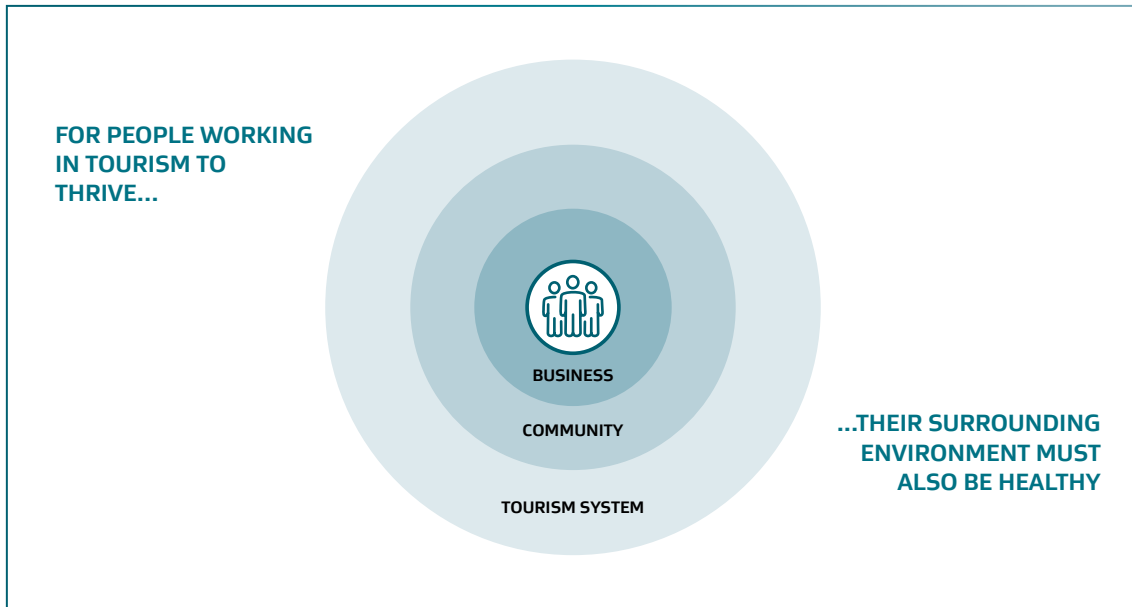 FOR PEOPLE WORKING
IN TOURISM TO
THRIVE...
BUSINESS
COMMUNITY
...THEIR SURROUNDING
ENVIRONMENT MUST
ALSO BE HEALTHY
TOURISM SYSTEM